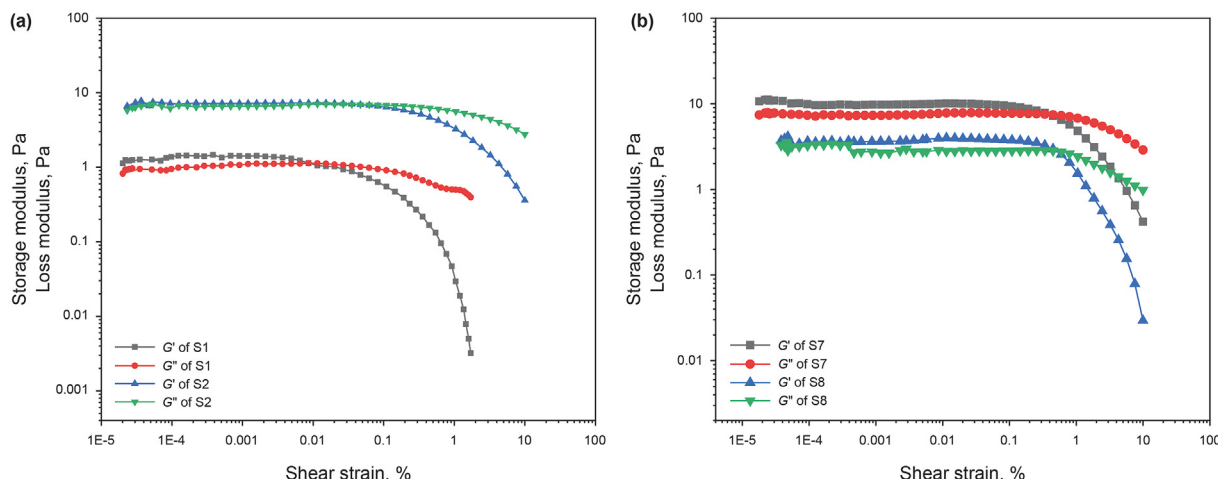 (a)
100
10
1
0.1
0.01
0.001
Storage modulus, Pa
Loss modulus, Pa
G' of S1
G" of S1
G' of S2
G" of S2
1E-5 1E-4 0.001 0.01 0.1 1 10 100
Shear strain, %
(b)
100
10
1
0.1
0.01
Storage modulus, Pa
Loss modulus, Pa
G' of S7
G" of S7
G' of S8
G" of S8
1E-5 1E-4 0.001 0.01 0.1 1 10 100
Shear strain, %